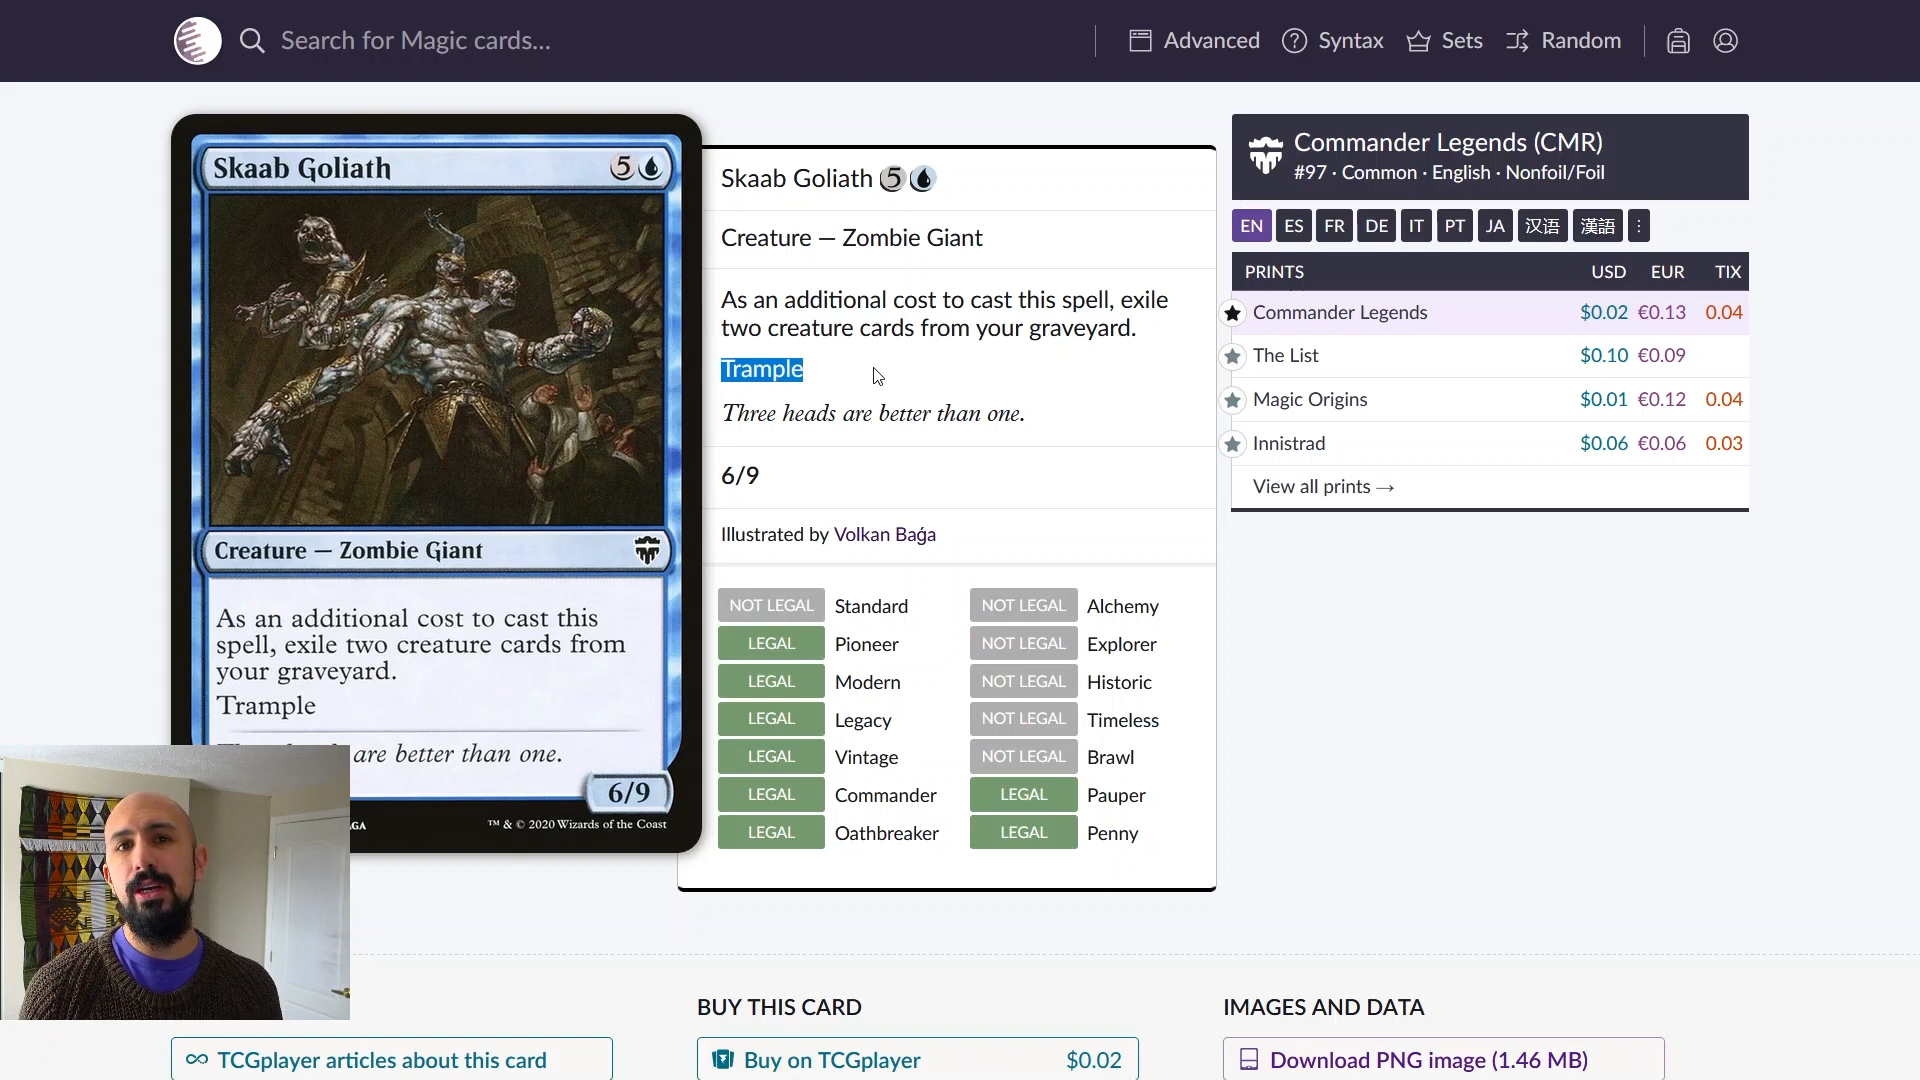 Search for Magic cards...
Advanced
Syntax
Sets
Random
Skaab Goliath 5
Creature — Zombie Giant
As an additional cost to cast this
spell, exile two creature cards from
your graveyard.
Trample
are better than one.
6/9
GA
™ & © 2020 Wizards of the Coast
Skaab Goliath 5
Creature — Zombie Giant
As an additional cost to cast this spell, exile
two creature cards from your graveyard.
Trample
Three heads are better than one.
6/9
Illustrated by Volkan Baǵa
NOT LEGAL Standard NOT LEGAL Alchemy
LEGAL Pioneer NOT LEGAL Explorer
LEGAL Modern NOT LEGAL Historic
LEGAL Legacy NOT LEGAL Timeless
LEGAL Vintage NOT LEGAL Brawl
LEGAL Commander LEGAL Pauper
LEGAL Oathbreaker LEGAL Penny
Commander Legends (CMR)
#97 · Common · English · Nonfoil/Foil
EN ES FR DE IT PT JA 汉语 漢語
PRINTS USD EUR TIX
Commander Legends $0.02 €0.13 0.04
The List $0.10 €0.09
Magic Origins $0.01 €0.12 0.04
Innistrad $0.06 €0.06 0.03
View all prints →
TCGplayer articles about this card
BUY THIS CARD
Buy on TCGplayer $0.02
IMAGES AND DATA
Download PNG image (1.46 MB)